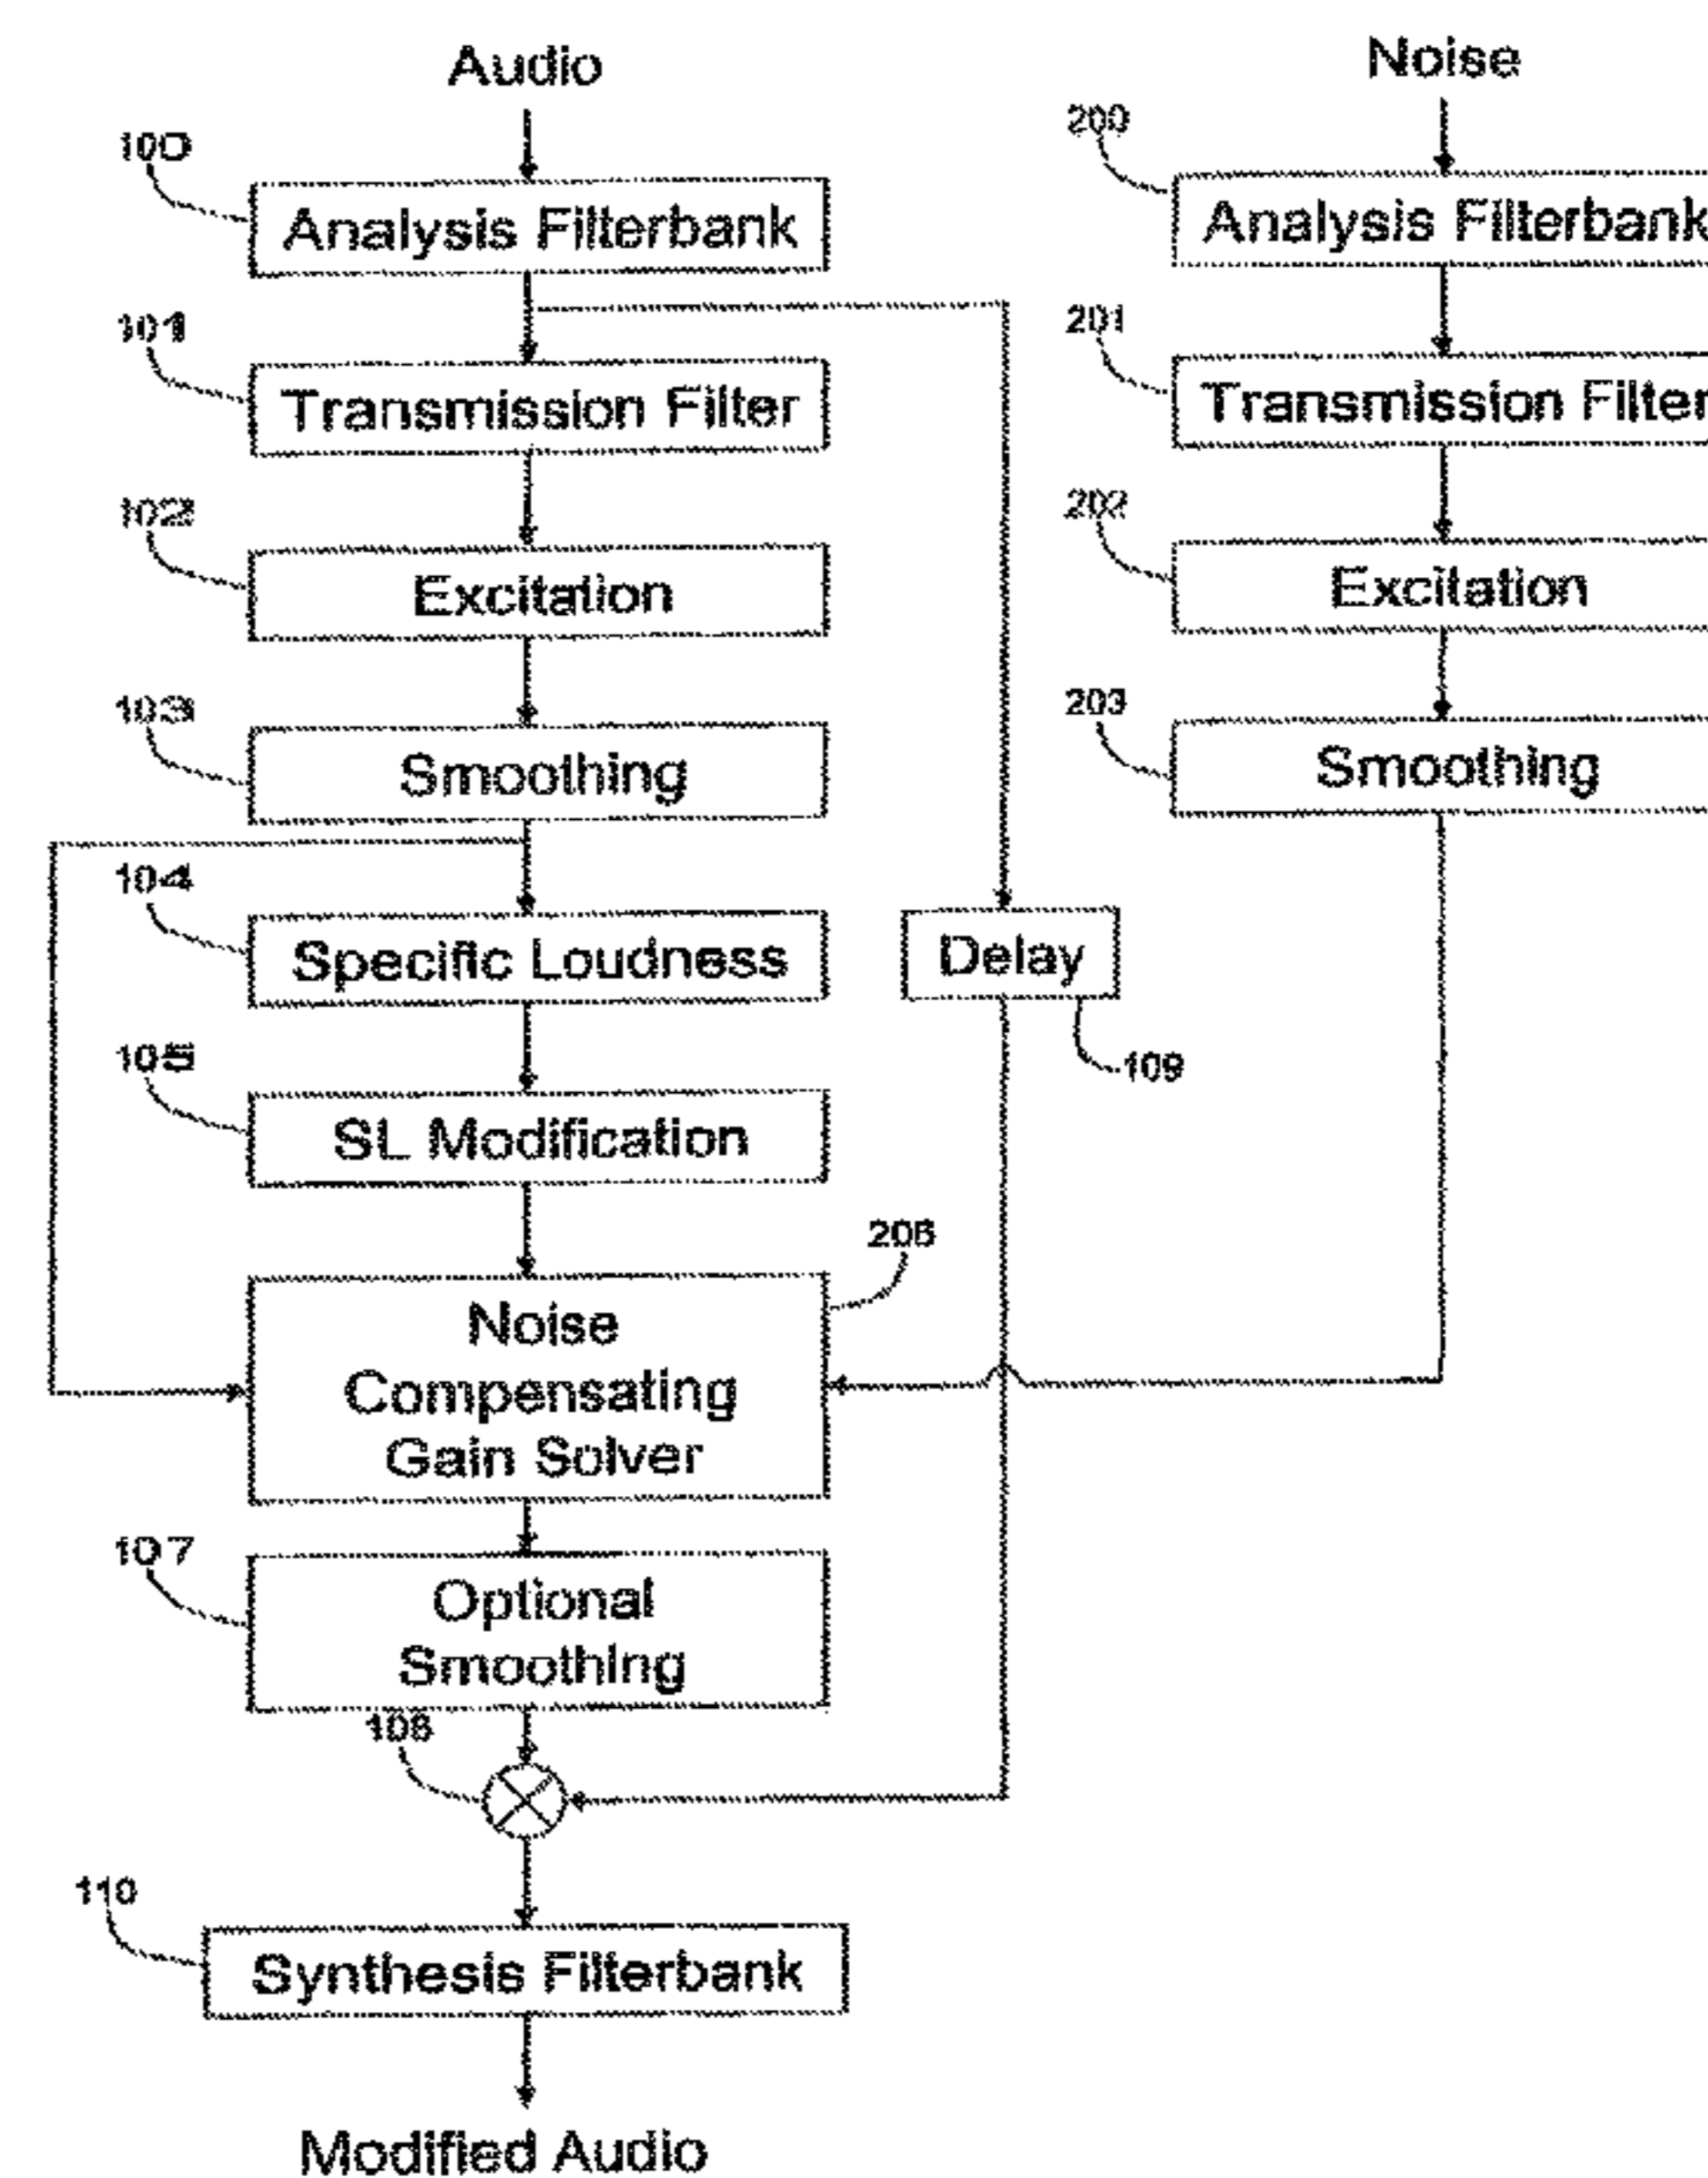 Audio
100
Analysis Filterbank
101
Transmission Filter
102
Excitation
103
Smoothing
104
Specific Loudness
105
SL Modification
206
Noise
Compensating
Gain Solver
107
Optional
Smoothing
108
110
Synthesis Filterbank
Modified Audio
Delay
109
Noise
200
Analysis Filterbank
201
Transmission Filter
202
Excitation
203
Smoothing